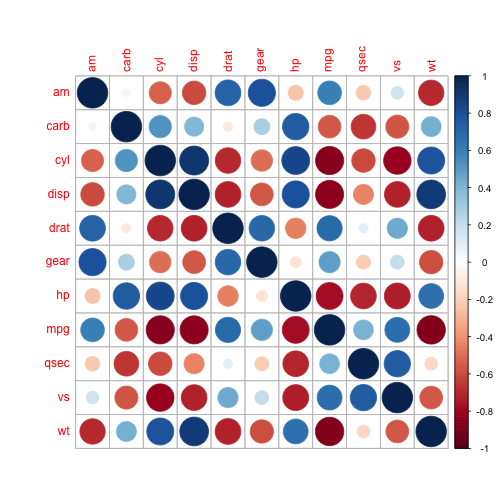 am carb cyl disp drat gear hp mpg qsec vs wt
am
carb
cyl
disp
drat
gear
hp
mpg
qsec
vs
wt
1
0.8
0.6
0.4
0.2
0
-0.2
-0.4
-0.6
-0.8
-1